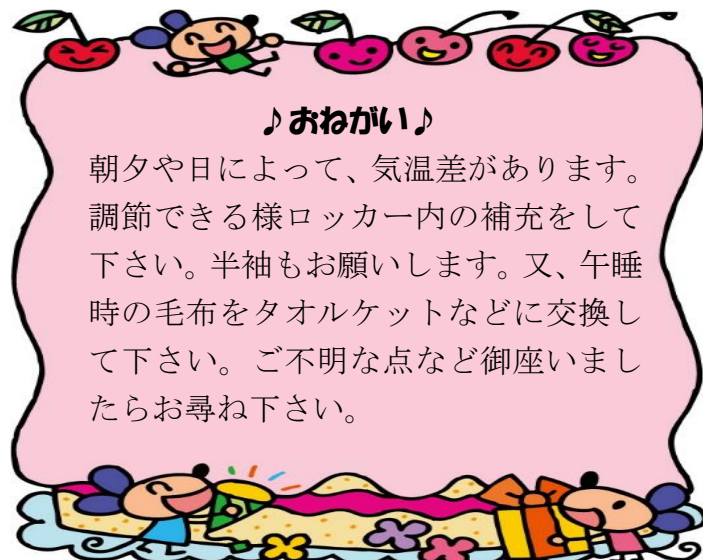 ♪おねがい♪
朝夕や日によって、気温差があります。
調節できる様ロッカー内の補充をして
下さい。半袖もお願いします。又、午睡
時の毛布をタオルケットなどに交換し
て下さい。ご不明な点など御座いまし
たらお尋ね下さい。